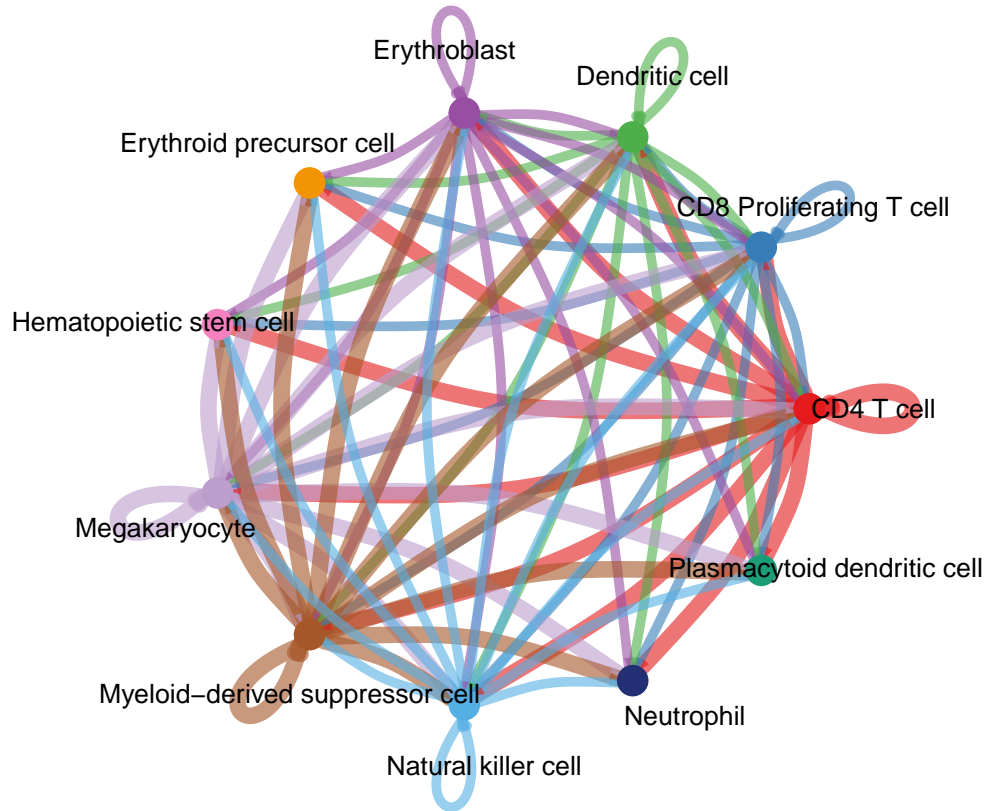 Erythroblast
Dendritic cell
Erythroid precursor cell
CD8 Proliferating T cell
Hematopoietic stem cell
CD4 T cell
Megakaryocyte
Plasmacytoid dendritic cell
Myeloid−derived suppressor cell
Neutrophil
Natural killer cell